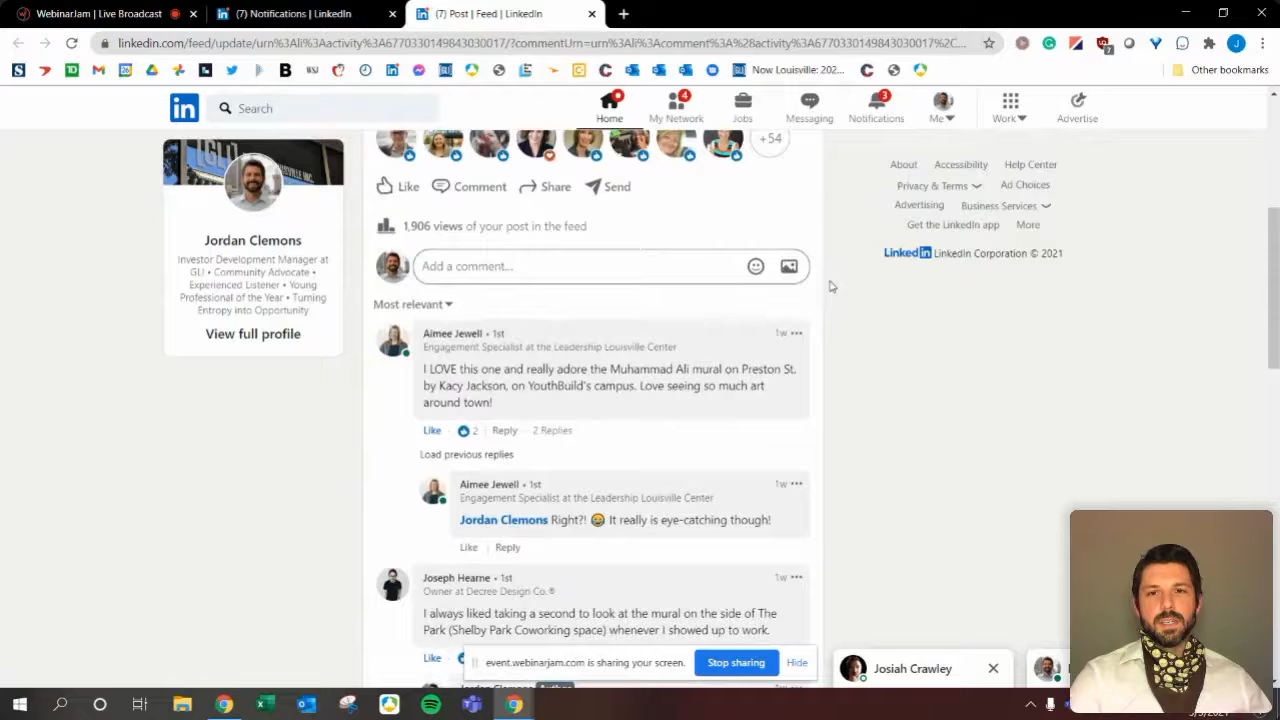 WebinarJam | Live Broadcast
(7) Notifications | LinkedIn
(7) Post | Feed | LinkedIn
linkedin.com/feed/update/urn%3Ali%3Aactivity%3A6770330149843030017/?commentUrn=urn%3Ali%3Acomment%3A%28activity%3A6770330149843030017%2C...
Now Louisville: 202...
Other bookmarks
Search
Home
My Network
4
Jobs
Messaging
Notifications
3
Me
Work
Advertise
Jordan Clemons
Investor Development Manager at
GLI • Community Advocate •
Experienced Listener • Young
Professional of the Year • Turning
Entropy into Opportunity
View full profile
+54
Like
Comment
Share
Send
1,906 views of your post in the feed
Add a comment...
Most relevant
Aimee Jewell • 1st
1w
Engagement Specialist at the Leadership Louisville Center
I LOVE this one and really adore the Muhammad Ali mural on Preston St.
by Kacy Jackson, on YouthBuild's campus. Love seeing so much art
around town!
Like
2
Reply
2 Replies
Load previous replies
Aimee Jewell • 1st
1w
Engagement Specialist at the Leadership Louisville Center
Jordan Clemons Right?! 😂 It really is eye-catching though!
Like
Reply
Joseph Hearne • 1st
1w
Owner at Decree Design Co.®
I always liked taking a second to look at the mural on the side of The
Park (Shelby Park Coworking space) whenever I showed up to work.
Like
event.webinarjam.com is sharing your screen.
Stop sharing
Hide
About
Accessibility
Help Center
Privacy & Terms
Ad Choices
Advertising
Business Services
Get the LinkedIn app
More
LinkedIn LinkedIn Corporation © 2021
Josiah Crawley